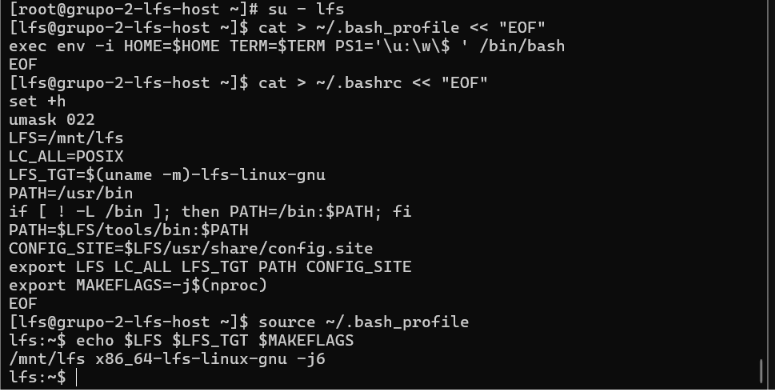 [root@grupo-2-lfs-host ~]# su - lfs
[lfs@grupo-2-lfs-host ~]$ cat > ~/.bash_profile << "EOF"
exec env -i HOME=$HOME TERM=$TERM PS1='\u:\w\$ ' /bin/bash
EOF
[lfs@grupo-2-lfs-host ~]$ cat > ~/.bashrc << "EOF"
set +h
umask 022
LFS=/mnt/lfs
LC_ALL=POSIX
LFS_TGT=$(uname -m)-lfs-linux-gnu
PATH=/usr/bin
if [ ! -L /bin ]; then PATH=/bin:$PATH; fi
PATH=$LFS/tools/bin:$PATH
CONFIG_SITE=$LFS/usr/share/config.site
export LFS LC_ALL LFS_TGT PATH CONFIG_SITE
export MAKEFLAGS=-j$(nproc)
EOF
[lfs@grupo-2-lfs-host ~]$ source ~/.bash_profile
lfs:~$ echo $LFS $LFS_TGT $MAKEFLAGS
/mnt/lfs x86_64-lfs-linux-gnu -j6
lfs:~$